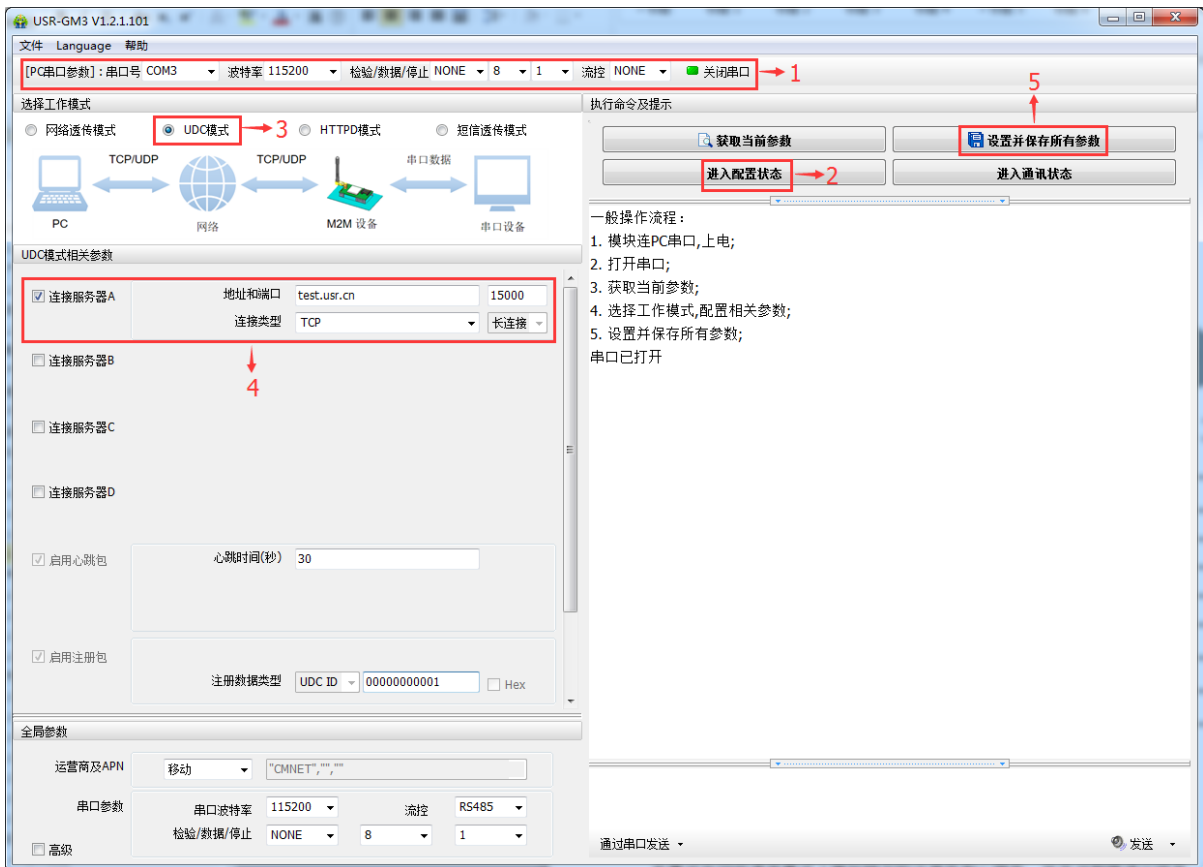 USR-GM3 V1.2.1.101
文件 Language 帮助
[PC串口参数]：串口号 COM3 波特率 115200 检验/数据/停止 NONE 8 1 流控 NONE 关闭串口 1
选择工作模式
网络透传模式 UDC模式 3 HTTPD模式 短信透传模式
TCP/UDP TCP/UDP 串口数据
PC 网络 M2M 设备 串口设备
UDC模式相关参数
连接服务器A 地址和端口 test.usr.cn 15000
连接类型 TCP 长连接
4
连接服务器B
连接服务器C
连接服务器D
启用心跳包 心跳时间(秒) 30
启用注册包
注册数据类型 UDC ID 00000000001 Hex
全局参数
运营商及APN 移动 "CMNET","",""
串口参数 串口波特率 115200 流控 RS485
检验/数据/停止 NONE 8 1
高级
5
执行命令及提示
获取当前参数 设置并保存所有参数
进入配置状态 2 进入通讯状态
一般操作流程：
1. 模块连PC串口,上电;
2. 打开串口;
3. 获取当前参数;
4. 选择工作模式,配置相关参数;
5. 设置并保存所有参数;
串口已打开
通过串口发送 发送